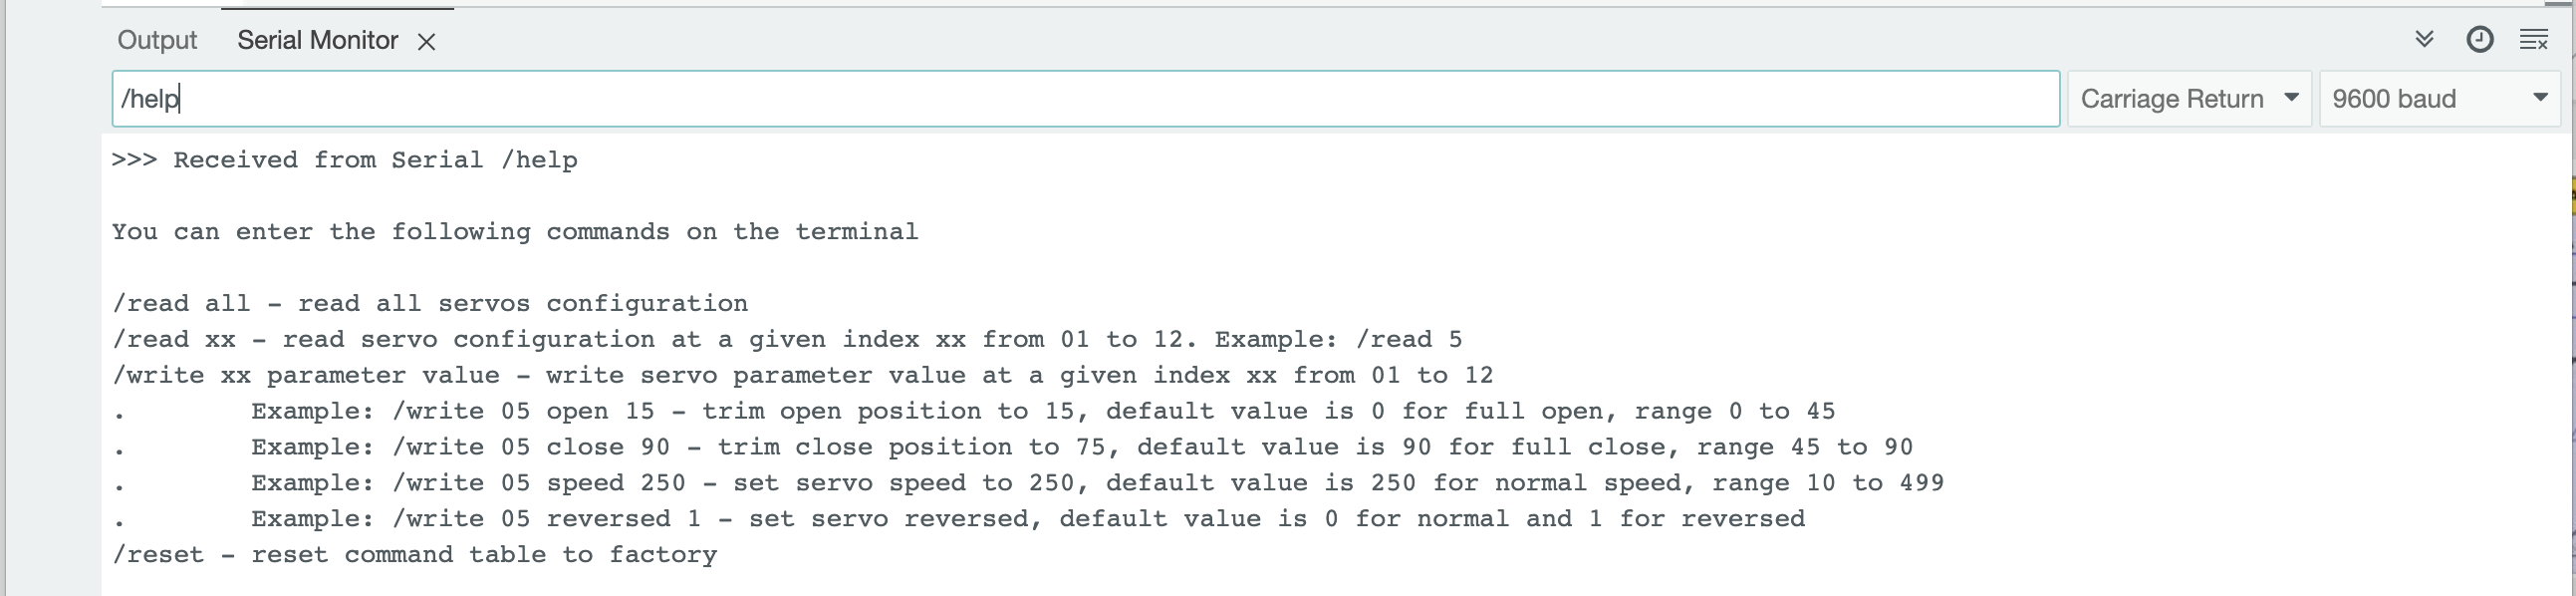 Output Serial Monitor
/help Carriage Return 9600 baud
>>> Received from Serial /help
You can enter the following commands on the terminal
/read all - read all servos configuration
/read xx - read servo configuration at a given index xx from 01 to 12. Example: /read 5
/write xx parameter value - write servo parameter value at a given index xx from 01 to 12
.        Example: /write 05 open 15 - trim open position to 15, default value is 0 for full open, range 0 to 45
.        Example: /write 05 close 90 - trim close position to 75, default value is 90 for full close, range 45 to 90
.        Example: /write 05 speed 250 - set servo speed to 250, default value is 250 for normal speed, range 10 to 499
.        Example: /write 05 reversed 1 - set servo reversed, default value is 0 for normal and 1 for reversed
/reset - reset command table to factory